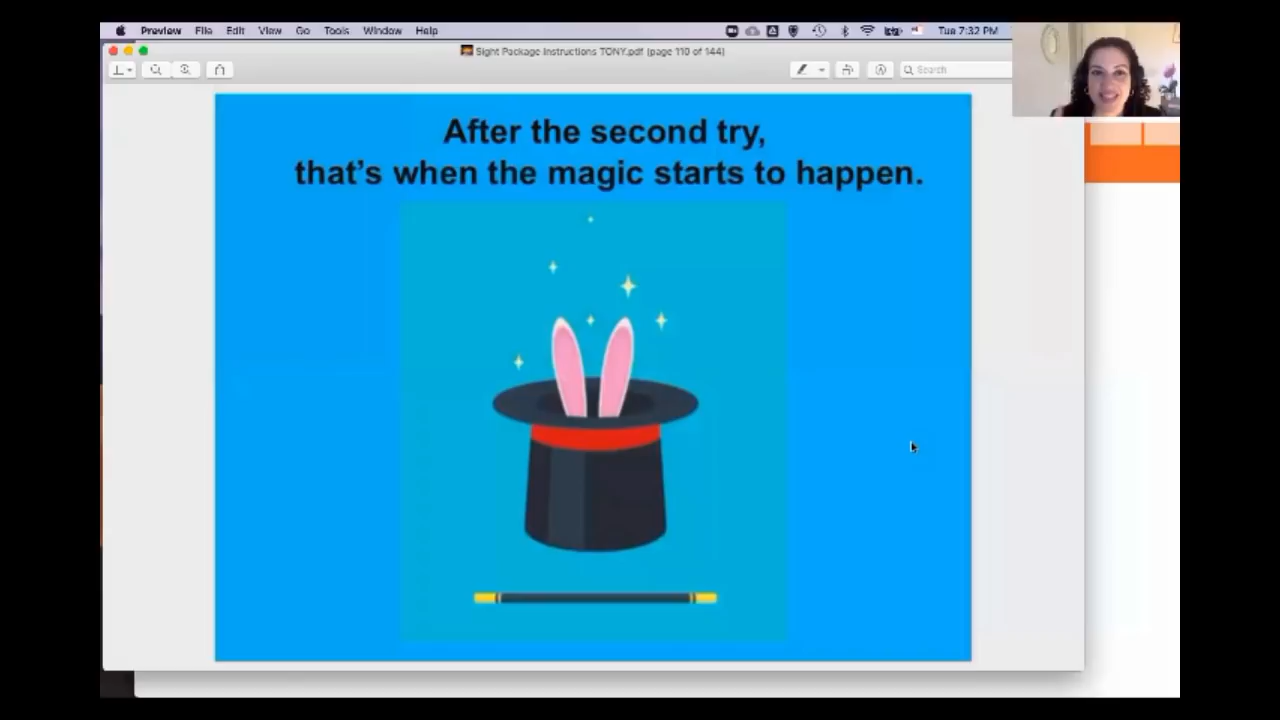 Preview File Edit View Go Tools Window Help Tue 7:32 PM
Sight Package Instructions TONY.pdf (page 110 of 144)
Search
After the second try,
that's when the magic starts to happen.